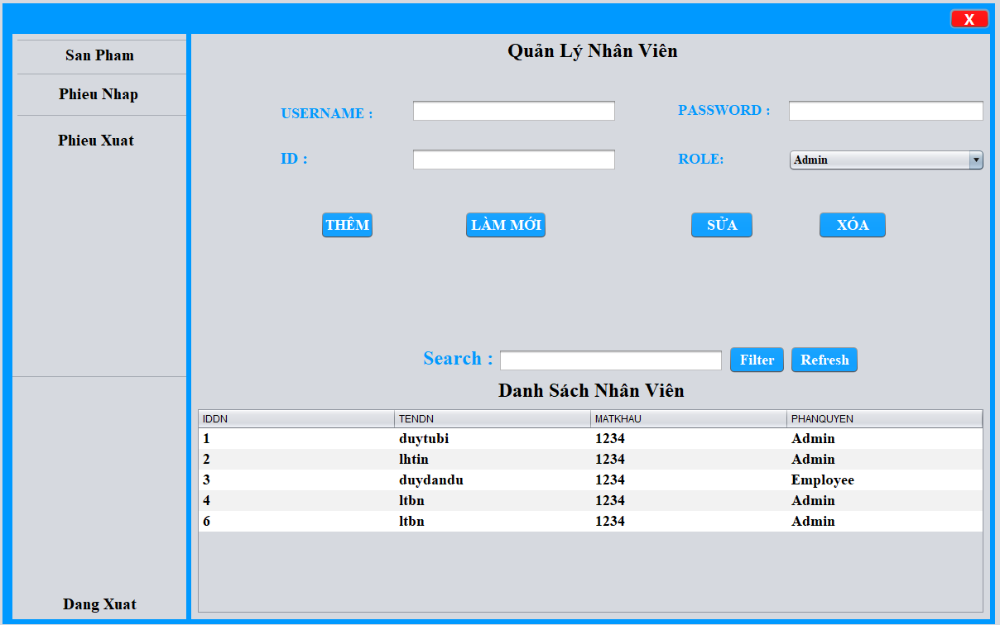 X
San Pham
Phieu Nhap
Phieu Xuat
Dang Xuat
Quản Lý Nhân Viên
USERNAME :
PASSWORD :
ID :
ROLE: Admin
THÊM LÀM MỚI SỬA XÓA
Search : Filter Refresh
Danh Sách Nhân Viên
IDDN TENDN MATKHAU PHANQUYEN
1 duytubi 1234 Admin
2 lhtin 1234 Admin
3 duydandu 1234 Employee
4 ltbn 1234 Admin
6 ltbn 1234 Admin